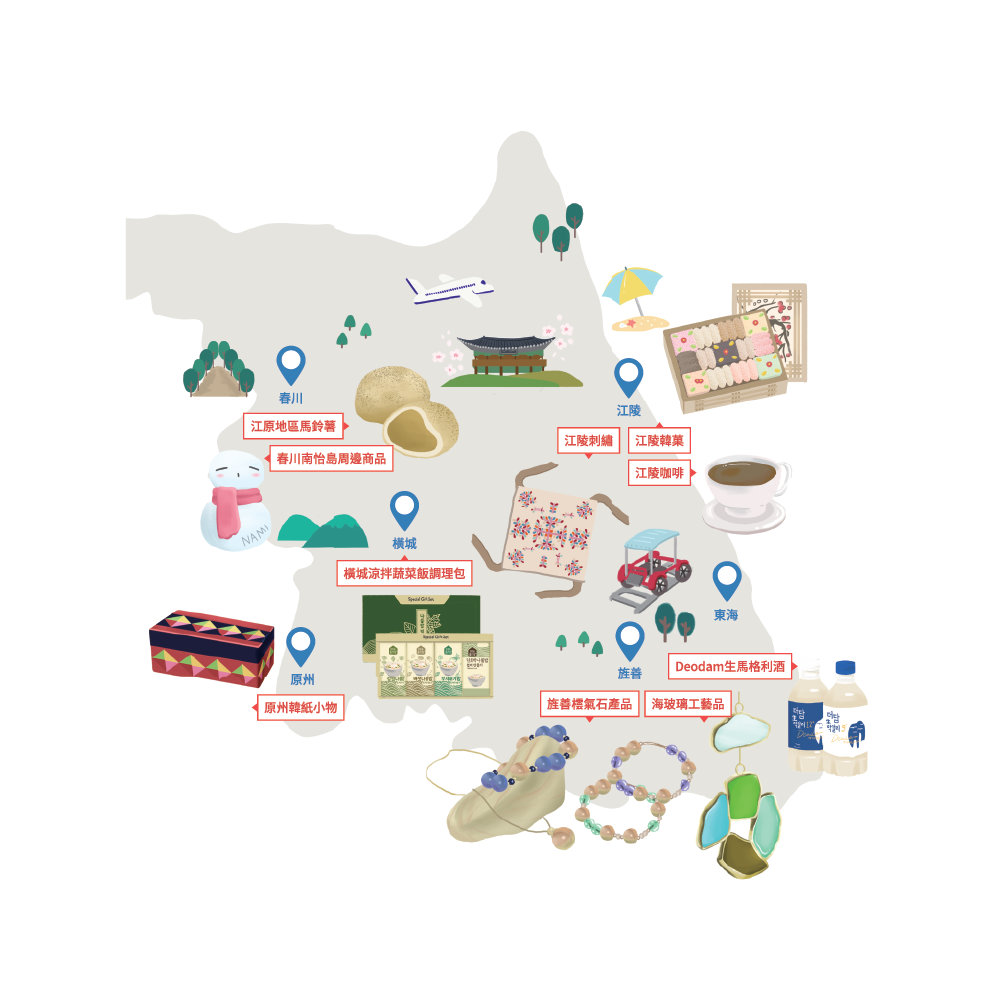 春川
江原地區馬鈴薯
春川南怡島周邊商品
江陵
江陵刺繡
江陵韓菓
江陵咖啡
NAMI
橫城
橫城涼拌蔬菜飯調理包
Special Gift Set
Special Gift Set
東海
Deodam生馬格利酒
原州
原州韓紙小物
旌善
旌善櫻氣石產品
海玻璃工藝品
더담
생막걸리
더담
생막걸리